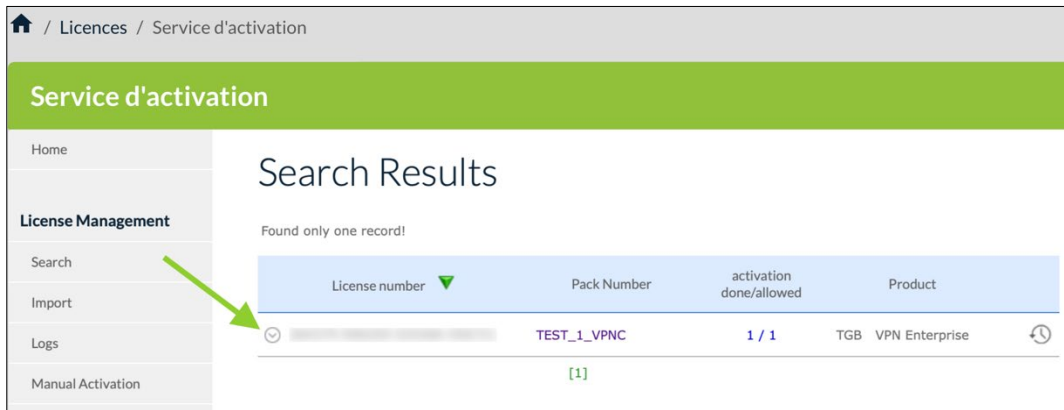 / Licences / Service d'activation
Service d'activation
Home
License Management
Search
Import
Logs
Manual Activation
Search Results
Found only one record!
License number Pack Number activation done/allowed Product
TEST_1_VPNC 1 / 1 TGB VPN Enterprise
[1]